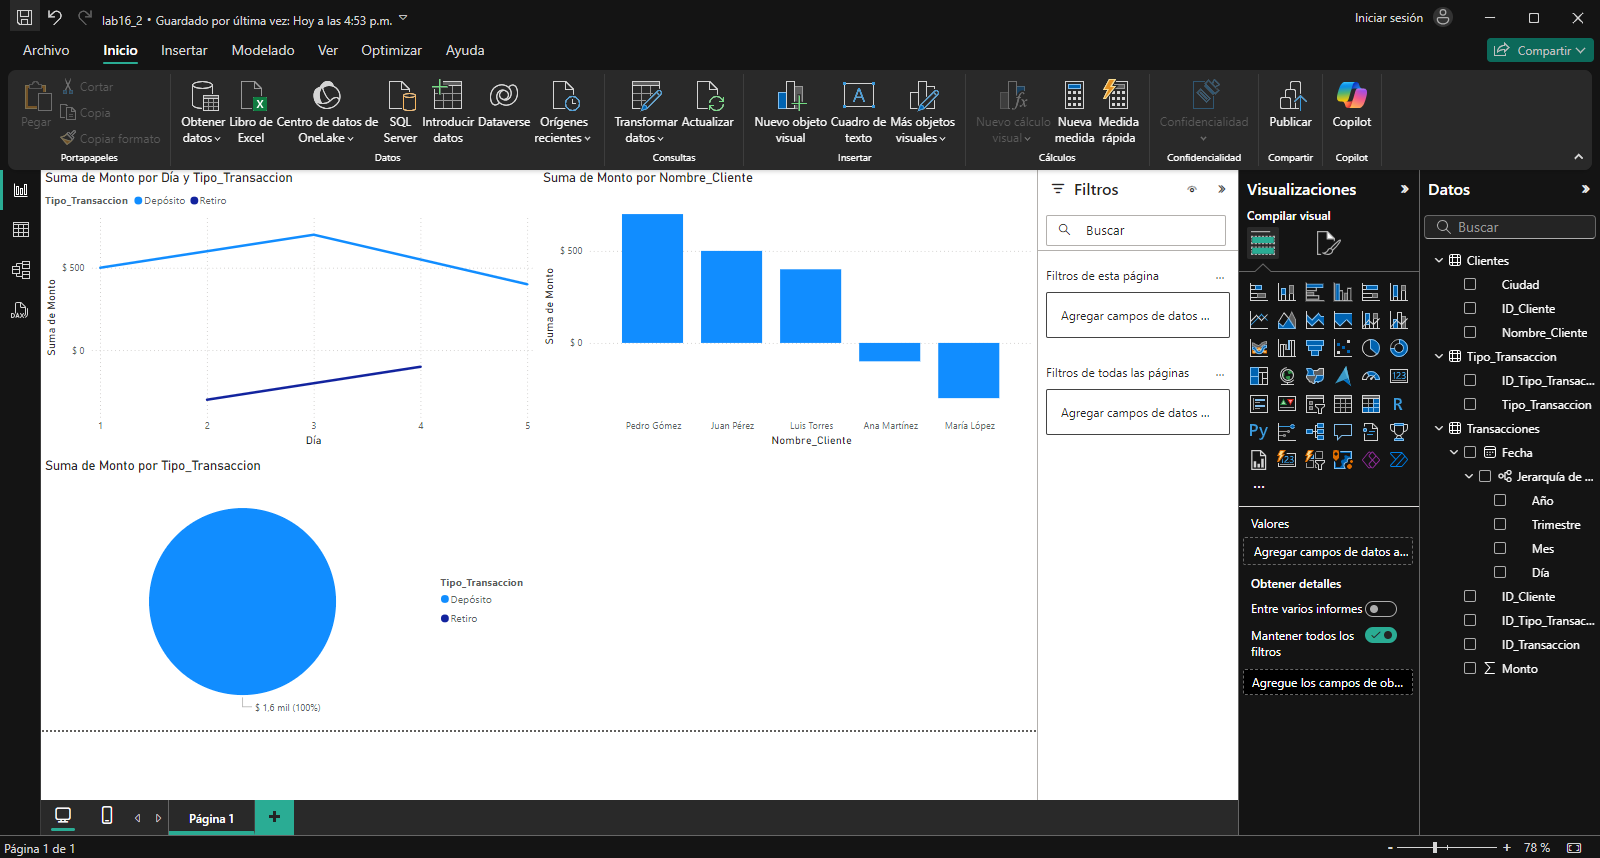 lab16_2 • Guardado por última vez: Hoy a las 4:53 p.m.
Iniciar sesión
Archivo
Inicio
Insertar
Modelado
Ver
Optimizar
Ayuda
Compartir
Pegar
Cortar
Copia
Copiar formato
Portapapeles
Obtener datos
Libro de Excel
Centro de datos de OneLake
SQL Server
Introducir datos
Dataverse
Orígenes recientes
Datos
Transformar datos
Actualizar
Consultas
Nuevo objeto visual
Cuadro de texto
Más objetos visuales
Insertar
Nuevo cálculo visual
Nueva medida
Medida rápida
Cálculos
Confidencialidad
Confidencialidad
Publicar
Compartir
Copilot
Copilot
Suma de Monto por Día y Tipo_Transaccion
Tipo_Transaccion
Depósito
Retiro
Suma de Monto
$ 500
$ 0
1
2
3
4
5
Día
Suma de Monto por Nombre_Cliente
Suma de Monto
$ 500
$ 0
Pedro Gómez
Juan Pérez
Luis Torres
Ana Martínez
María López
Nombre_Cliente
Suma de Monto por Tipo_Transaccion
$ 1,6 mil (100%)
Tipo_Transaccion
Depósito
Retiro
Filtros
Buscar
Filtros de esta página
...
Agregar campos de datos ...
Filtros de todas las páginas
...
Agregar campos de datos ...
Visualizaciones
Compilar visual
123
R
Py
123
...
Valores
Agregar campos de datos a...
Obtener detalles
Entre varios informes
Mantener todos los
filtros
Agregue los campos de ob...
Datos
Buscar
Clientes
Ciudad
ID_Cliente
Nombre_Cliente
Tipo_Transaccion
ID_Tipo_Transac...
Tipo_Transaccion
Transacciones
Fecha
Jerarquía de ...
Año
Trimestre
Mes
Día
ID_Cliente
ID_Tipo_Transac...
ID_Transaccion
Monto
DAX
Página 1
+
Página 1 de 1
- + 78 %